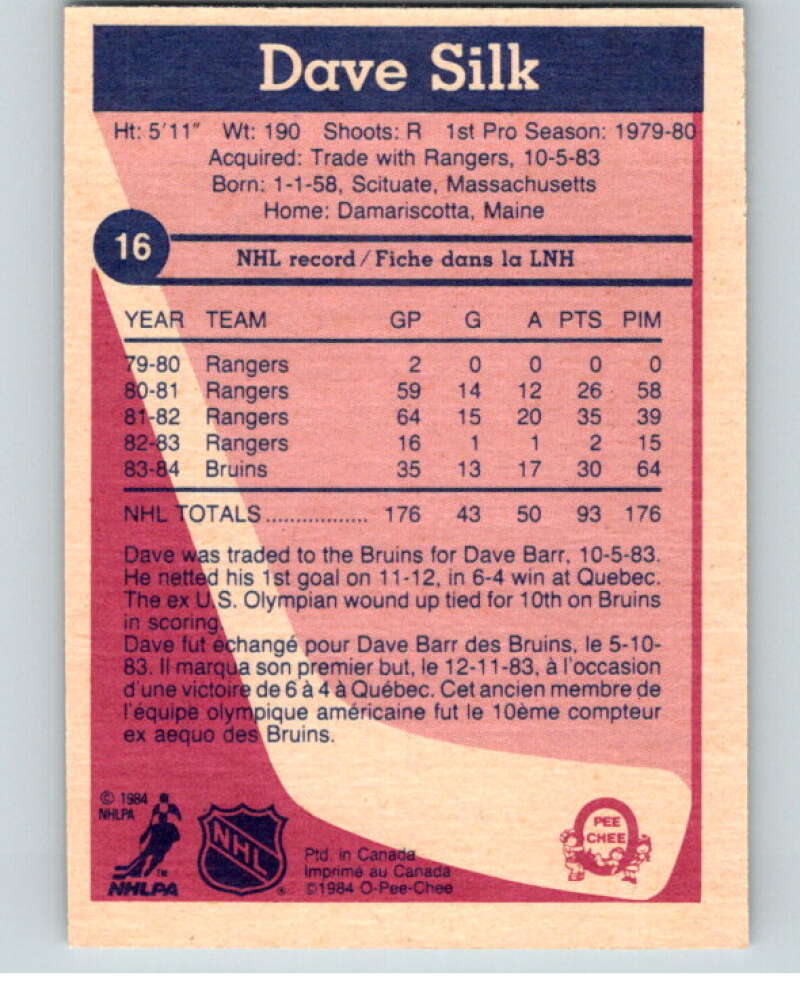 Dave Silk
Ht: 5'11" Wt: 190 Shoots: R 1st Pro Season: 1979-80
Acquired: Trade with Rangers, 10-5-83
Born: 1-1-58, Scituate, Massachusetts
Home: Damariscotta, Maine
16
NHL record/Fiche dans la LNH
YEAR TEAM GP G A PTS PIM
79-80 Rangers 2 0 0 0 0
80-81 Rangers 59 14 12 26 58
81-82 Rangers 64 15 20 35 39
82-83 Rangers 16 1 1 2 15
83-84 Bruins 35 13 17 30 64
NHL TOTALS ................. 176 43 50 93 176
Dave was traded to the Bruins for Dave Barr, 10-5-83.
He netted his 1st goal on 11-12, in 6-4 win at Quebec.
The ex U.S. Olympian wound up tied for 10th on Bruins
in scoring.
Dave fut échangé pour Dave Barr des Bruins, le 5-10-
83. Il marqua son premier but, le 12-11-83, à l'occasion
d'une victoire de 6 à 4 à Québec. Cet ancien membre de
l'équipe olympique américaine fut le 10ème compteur
ex aequo des Bruins.
© 1984
NHLPA
TM
NHLPA
NHL
®
Ptd. in Canada
Imprimé au Canada
©1984 O-Pee-Chee
PEE
CHEE